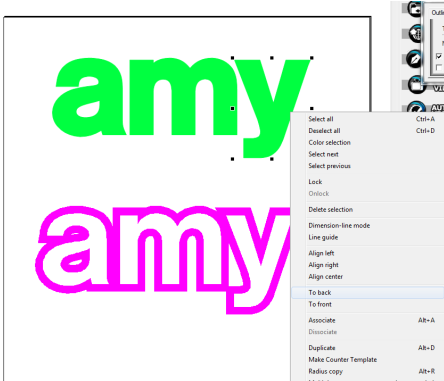 amy
amy
Outli
Select all Ctrl+A
Deselect all Ctrl+D
Color selection
Select next
Select previous
Lock
Onlock
Delete selection
Dimension-line mode
Line guide
Align left
Align right
Align center
To back
To front
Associate Alt+A
Dissociate
Duplicate Alt+D
Make Counter Template
Radius copy Alt+R